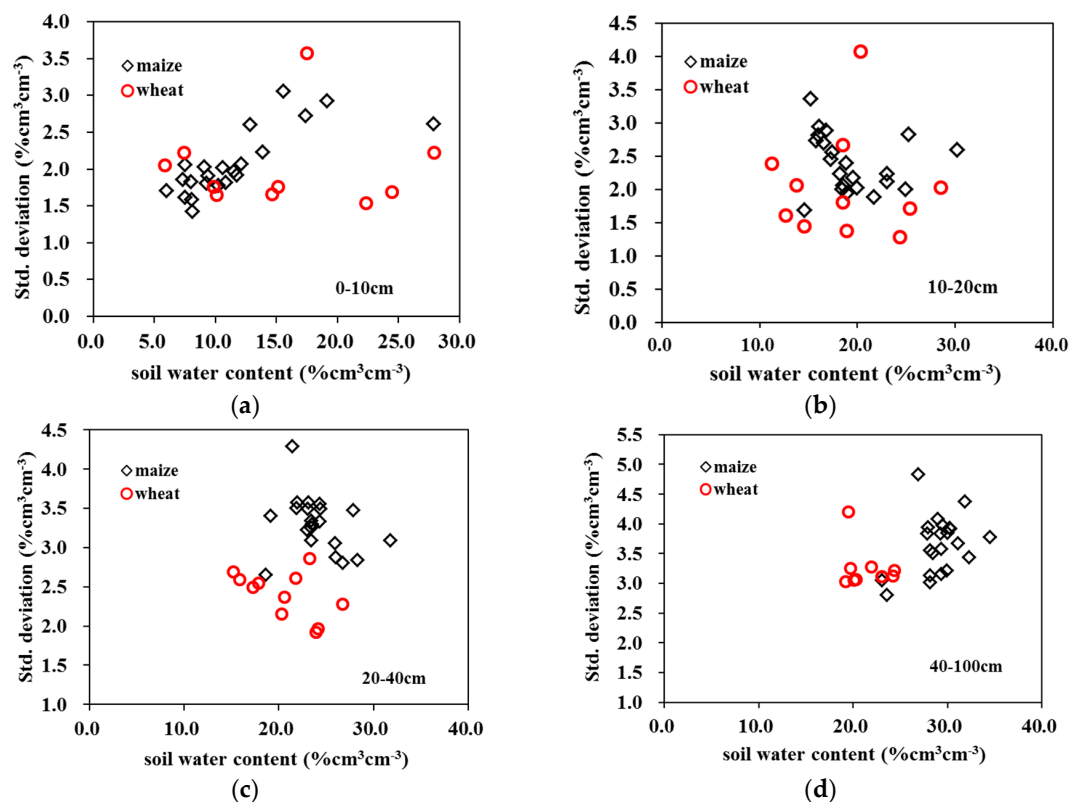 4.0
3.5
3.0
2.5
2.0
1.5
1.0
0.5
0.0
Std. deviation (%cm³cm⁻³)
maize
wheat
0-10cm
0.0 5.0 10.0 15.0 20.0 25.0 30.0
soil water content (%cm³cm⁻³)
(a)
4.5
4.0
3.5
3.0
2.5
2.0
1.5
1.0
0.5
0.0
Std. deviation (%cm³cm⁻³)
maize
wheat
10-20cm
0.0 10.0 20.0 30.0 40.0
soil water content (%cm³cm⁻³)
(b)
4.5
4.0
3.5
3.0
2.5
2.0
1.5
1.0
Std. deviation (%cm³cm⁻³)
maize
wheat
20-40cm
0.0 10.0 20.0 30.0 40.0
soil water content (%cm³cm⁻³)
(c)
5.5
5.0
4.5
4.0
3.5
3.0
2.5
2.0
1.5
1.0
Std. deviation (%cm³cm⁻³)
maize
wheat
40-100cm
0.0 10.0 20.0 30.0 40.0
soil water content (%cm³cm⁻³)
(d)